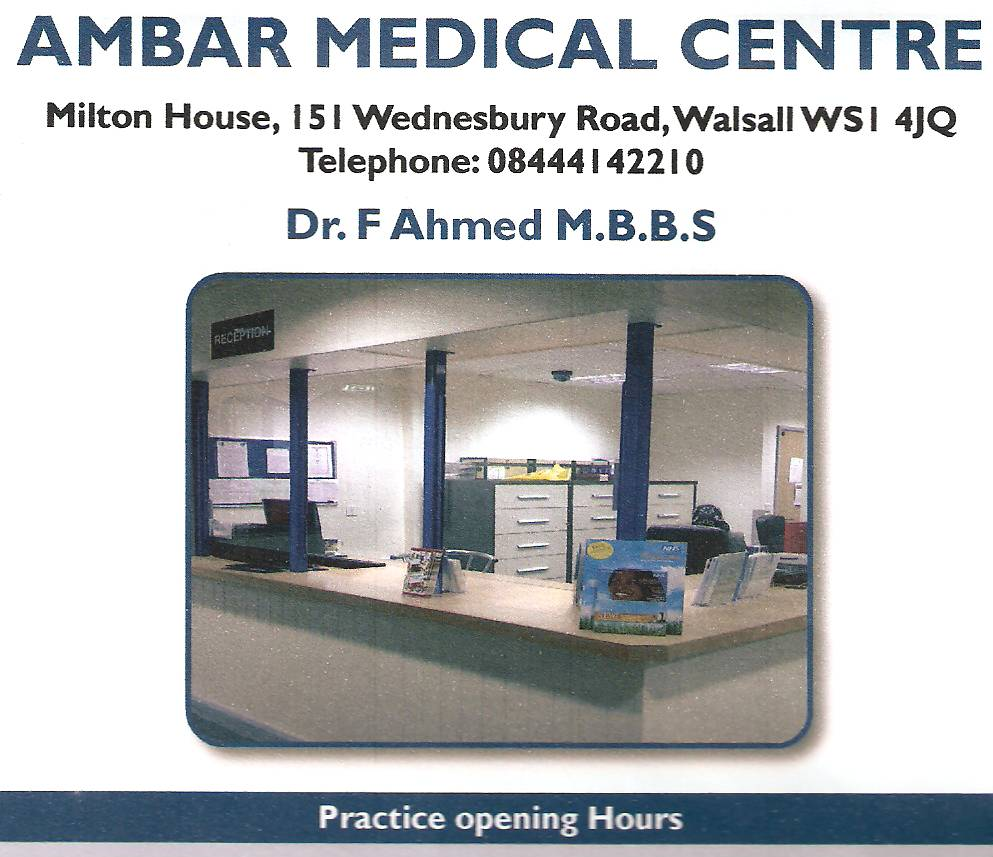 AMBAR MEDICAL CENTRE
Milton House, 151 Wednesbury Road, Walsall WS1 4JQ
Telephone: 08444142210
Dr. F Ahmed M.B.B.S
RECEPTION
NHS
Practice opening Hours